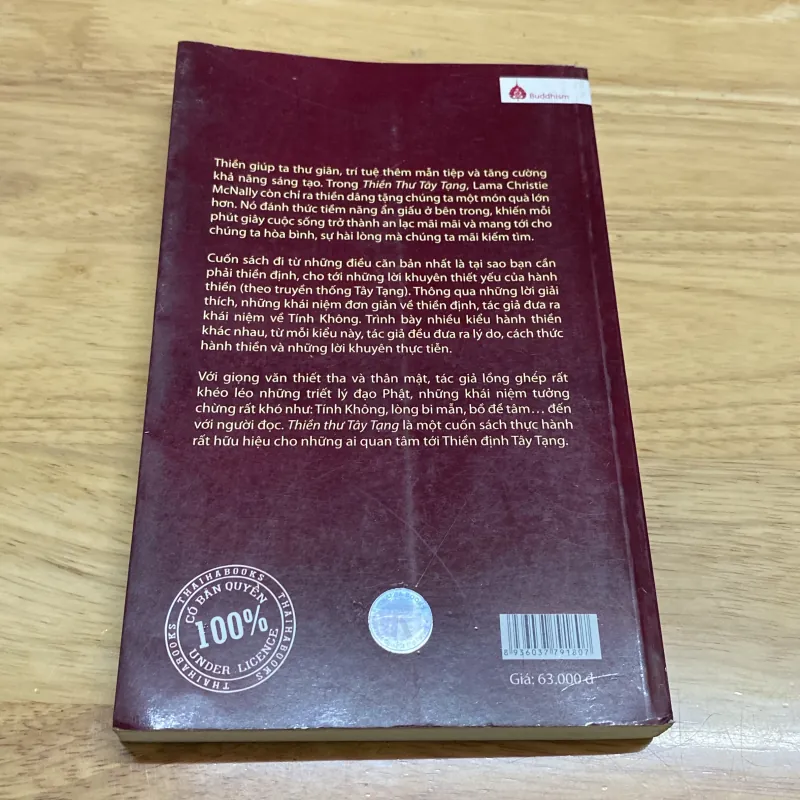 Buddhism
Thiền giúp ta thư giãn, trí tuệ thêm mẫn tiệp và tăng cường
khả năng sáng tạo. Trong Thiền Thư Tây Tạng, Lama Christie
McNally còn chỉ ra thiền dâng tặng chúng ta một món quà lớn
hơn. Nó đánh thức tiềm năng ẩn giấu ở bên trong, khiến mỗi
phút giây cuộc sống trở thành an lạc mãi mãi và mang tới cho
chúng ta hòa bình, sự hài lòng mà chúng ta mãi kiếm tìm.
Cuốn sách đi từ những điều căn bản nhất là tại sao bạn cần
phải thiền định, cho tới những lời khuyên thiết yếu của hành
thiền (theo truyền thống Tây Tạng). Thông qua những lời giải
thích, những khái niệm đơn giản về thiền định, tác giả đưa ra
khái niệm về Tính Không. Trình bày nhiều kiểu hành thiền
khác nhau, từ mỗi kiểu này, tác giả đều đưa ra lý do, cách thức
hành thiền và những lời khuyên thực tiễn.
Với giọng văn thiết tha và thân mật, tác giả lồng ghép rất
khéo léo những triết lý đạo Phật, những khái niệm tưởng
chừng rất khó như: Tính Không, lòng bi mẫn, bồ đề tâm… đến
với người đọc. Thiền thư Tây Tạng là một cuốn sách thực hành
rất hữu hiệu cho những ai quan tâm tới Thiền định Tây Tạng.
THAIHABOOKS
THAIHABOOKS
THAIHABOOKS
CÓ BẢN QUYỀN
100%
UNDER LICENCE
8 936037 791807
Giá: 63.000 đ